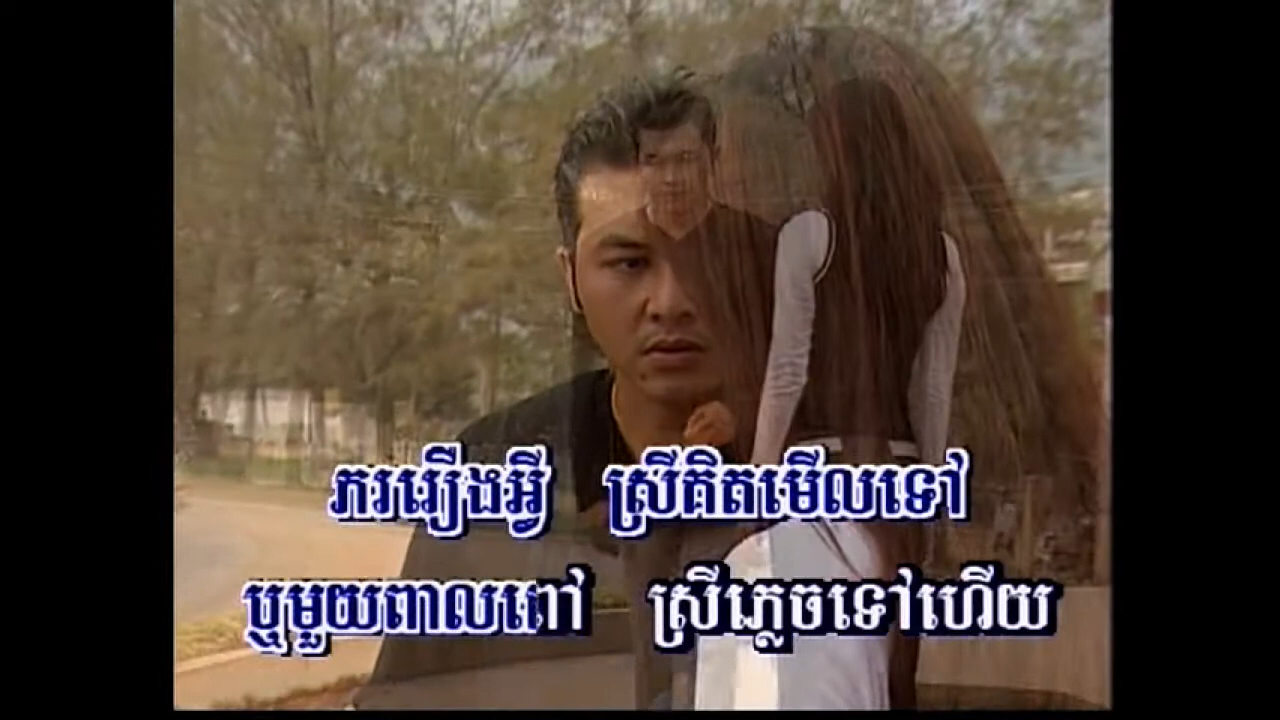 ភររឿងអ្វី ស្រីគិតមើលទៅ
ឬមួយពាលពៅ ស្រីភ្លេចទៅហើយ